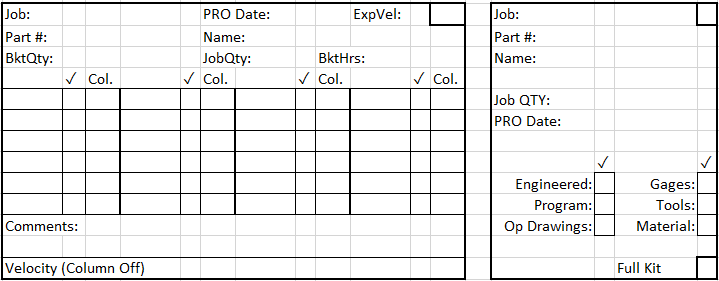 Job: PRO Date: ExpVel:
Part #: Name:
BktQty: JobQty: BktHrs:
✓ Col. ✓ Col. ✓ Col. ✓ Col.
Comments:
Velocity (Column Off)
Job:
Part #:
Name:
Job QTY:
PRO Date:
✓ ✓
Engineered: Gages:
Program: Tools:
Op Drawings: Material:
Full Kit